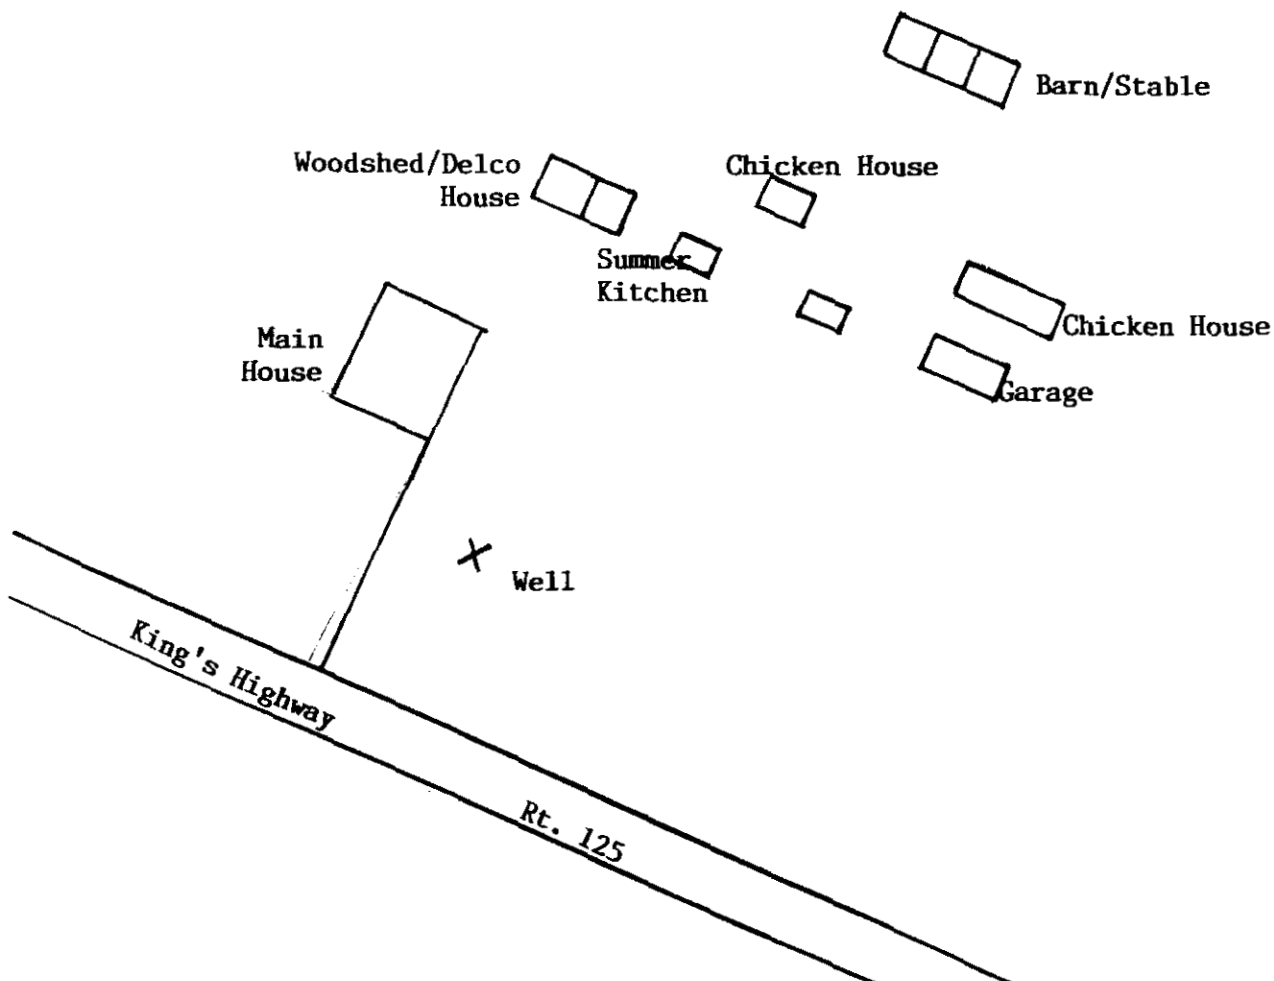 Barn/Stable
Woodshed/Delco
House
Chicken House
Summer
Kitchen
Main
House
Chicken House
Garage
Well
King's Highway
Rt. 125